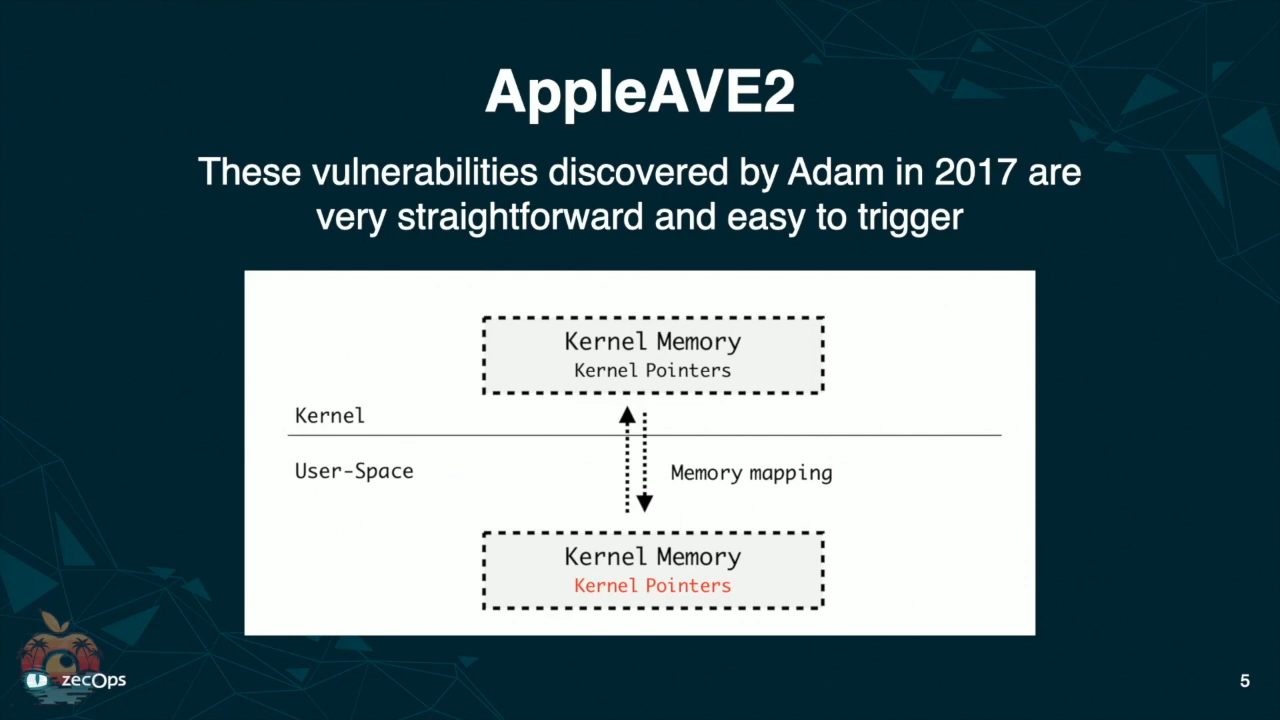 AppleAVE2
These vulnerabilities discovered by Adam in 2017 are
very straightforward and easy to trigger
Kernel Memory
Kernel Pointers
Kernel
User-Space
Memory mapping
Kernel Memory
Kernel Pointers
zecOps
5